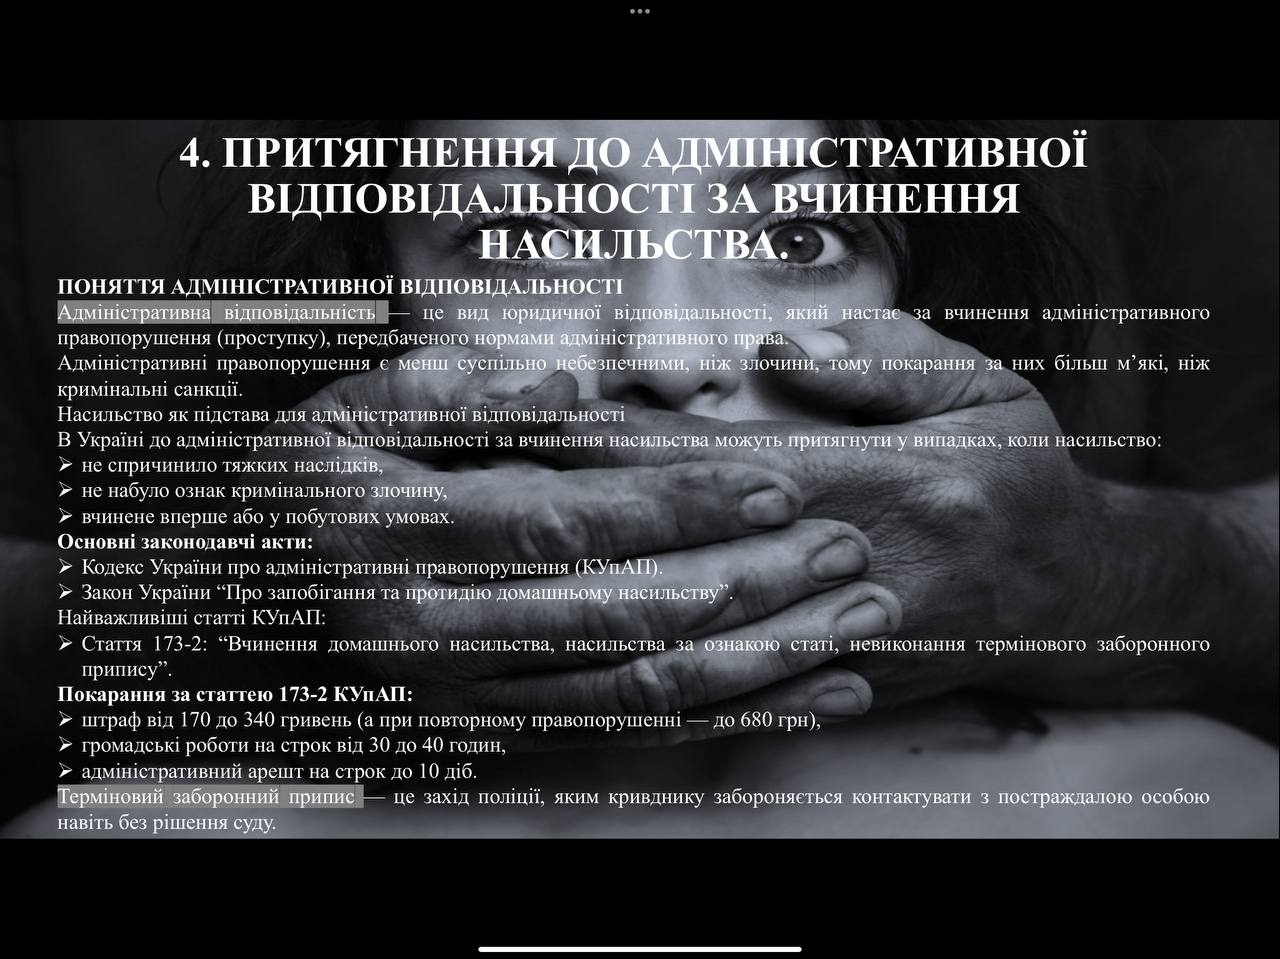 4. ПРИТЯГНЕННЯ ДО АДМІНІСТРАТИВНОЇ
ВІДПОВІДАЛЬНОСТІ ЗА ВЧИНЕННЯ
НАСИЛЬСТВА.
ПОНЯТТЯ АДМІНІСТРАТИВНОЇ ВІДПОВІДАЛЬНОСТІ
Адміністративна відповідальність — це вид юридичної відповідальності, який настає за вчинення адміністративного
правопорушення (проступку), передбаченого нормами адміністративного права.
Адміністративні правопорушення є менш суспільно небезпечними, ніж злочини, тому покарання за них більш м’які, ніж
кримінальні санкції.
Насильство як підстава для адміністративної відповідальності
В Україні до адміністративної відповідальності за вчинення насильства можуть притягнути у випадках, коли насильство:
➢ не спричинило тяжких наслідків,
➢ не набуло ознак кримінального злочину,
➢ вчинене вперше або у побутових умовах.
Основні законодавчі акти:
➢ Кодекс України про адміністративні правопорушення (КУпАП).
➢ Закон України “Про запобігання та протидію домашньому насильству”.
Найважливіші статті КУпАП:
➢ Стаття 173-2: “Вчинення домашнього насильства, насильства за ознакою статі, невиконання термінового заборонного
припису”.
Покарання за статтею 173-2 КУпАП:
➢ штраф від 170 до 340 гривень (а при повторному правопорушенні — до 680 грн),
➢ громадські роботи на строк від 30 до 40 годин,
➢ адміністративний арешт на строк до 10 діб.
Терміновий заборонний припис — це захід поліції, яким кривднику забороняється контактувати з постраждалою особою
навіть без рішення суду.